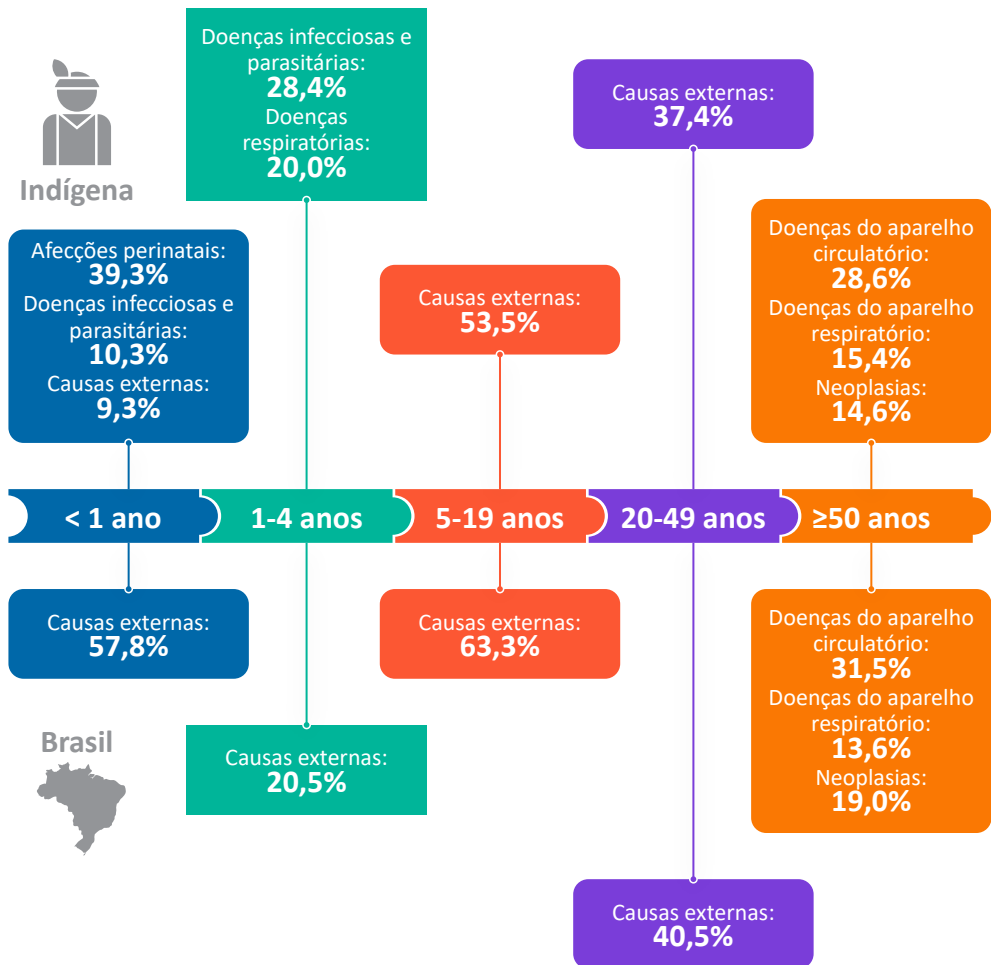 Indígena
Afecções perinatais:
39,3%
Doenças infecciosas e
parasitárias:
10,3%
Causas externas:
9,3%
Doenças infecciosas e
parasitárias:
28,4%
Doenças
respiratórias:
20,0%
Causas externas:
53,5%
Causas externas:
37,4%
Doenças do aparelho
circulatório:
28,6%
Doenças do aparelho
respiratório:
15,4%
Neoplasias:
14,6%
< 1 ano
1-4 anos
5-19 anos
20-49 anos
≥50 anos
Causas externas:
57,8%
Causas externas:
20,5%
Causas externas:
63,3%
Causas externas:
40,5%
Doenças do aparelho
circulatório:
31,5%
Doenças do aparelho
respiratório:
13,6%
Neoplasias:
19,0%
Brasil